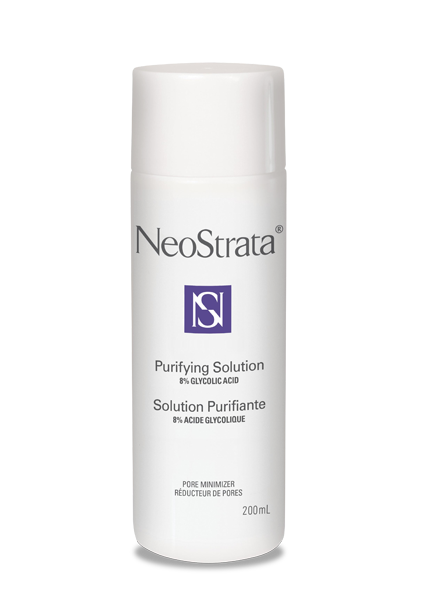 NeoStrata®
NS
Purifying Solution
8% GLYCOLIC ACID
Solution Purifiante
8% ACIDE GLYCOLIQUE
PORE MINIMIZER
RÉDUCTEUR DE PORES
200mL